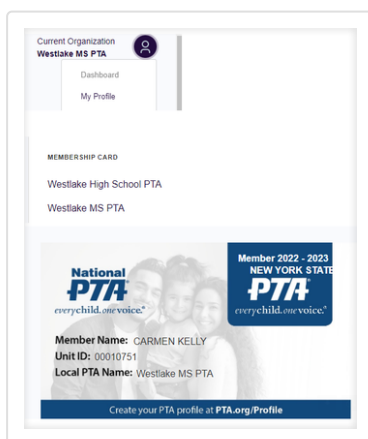 Current Organization
Westlake MS PTA
Dashboard
My Profile
MEMBERSHIP CARD
Westlake High School PTA
Westlake MS PTA
National
PTA
everychild.onevoice.®
Member 2022 - 2023
NEW YORK STATE
PTA
everychild.onevoice.®
Member Name: CARMEN KELLY
Unit ID: 00010751
Local PTA Name: Westlake MS PTA
Create your PTA profile at PTA.org/Profile